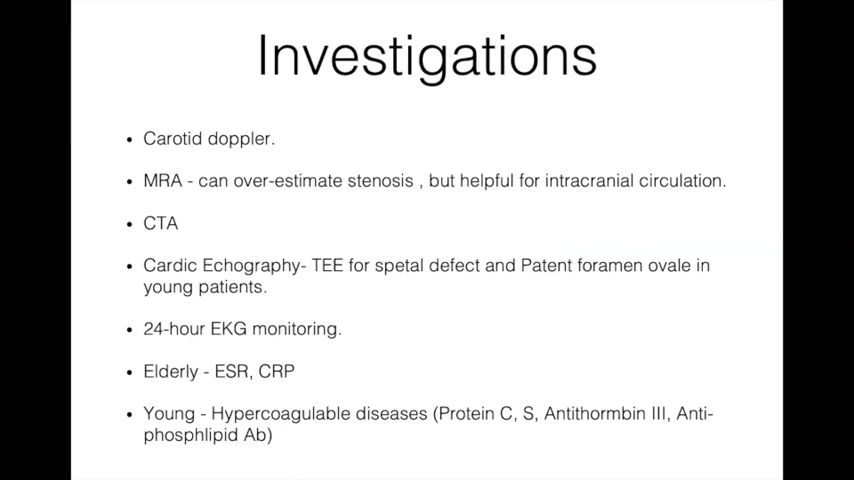 Investigations
• Carotid doppler.
• MRA - can over-estimate stenosis , but helpful for intracranial circulation.
• CTA
• Cardic Echography- TEE for spetal defect and Patent foramen ovale in
young patients.
• 24-hour EKG monitoring.
• Elderly - ESR, CRP
• Young - Hypercoagulable diseases (Protein C, S, Antithormbin III, Anti-
phosphlipid Ab)